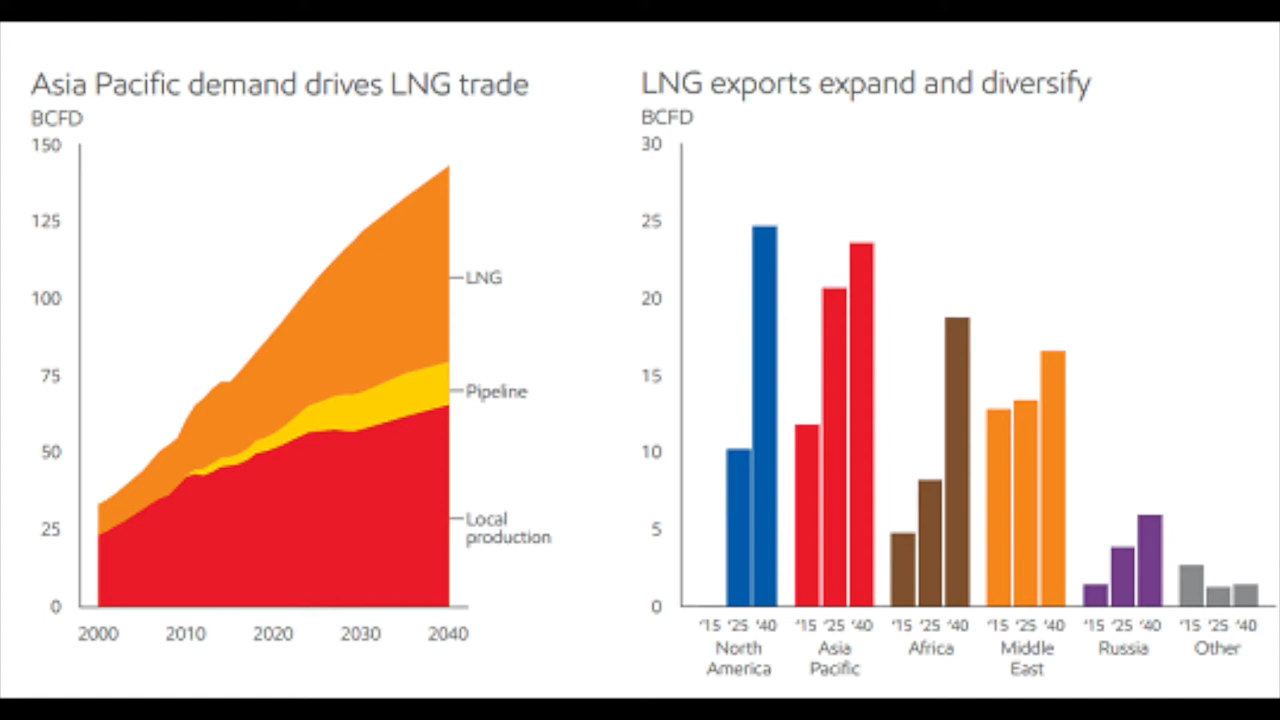 Asia Pacific demand drives LNG trade
BCFD
150
125
100
75
50
25
0
2000 2010 2020 2030 2040
LNG
Pipeline
Local
production
LNG exports expand and diversify
BCFD
30
25
20
15
10
5
0
'15 '25 '40 '15 '25 '40 '15 '25 '40 '15 '25 '40 '15 '25 '40 '15 '25 '40
North Asia Africa Middle Russia Other
America Pacific East